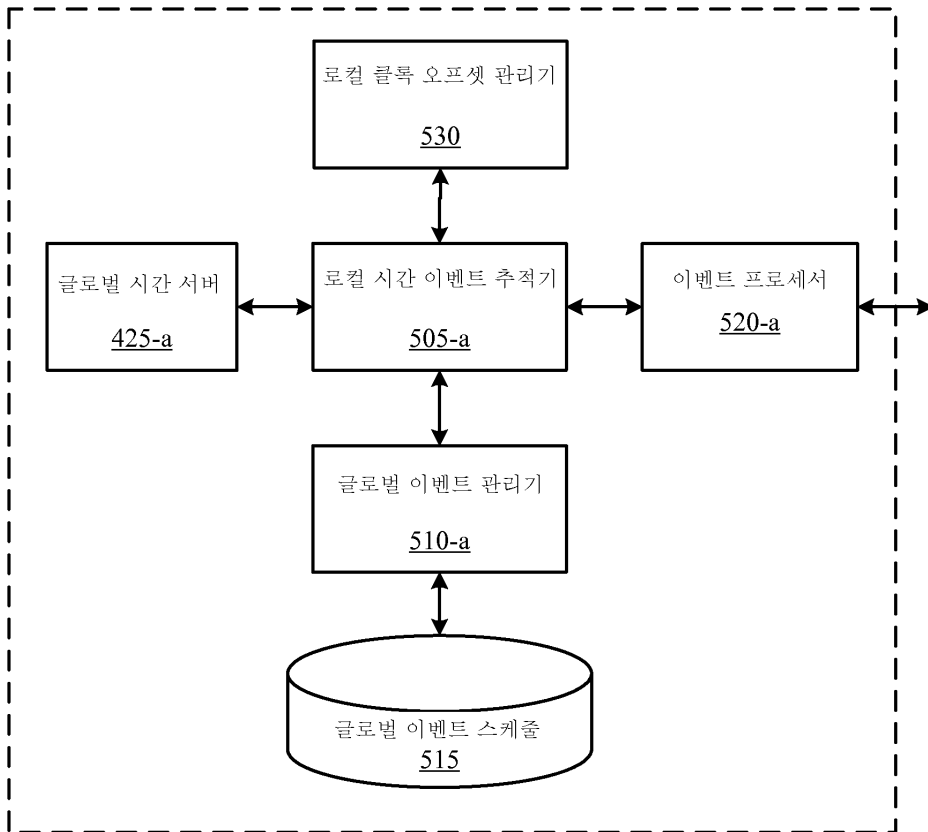 로컬 클록 오프셋 관리기
530
글로벌 시간 서버
425-a
로컬 시간 이벤트 추적기
505-a
이벤트 프로세서
520-a
글로벌 이벤트 관리기
510-a
글로벌 이벤트 스케줄
515